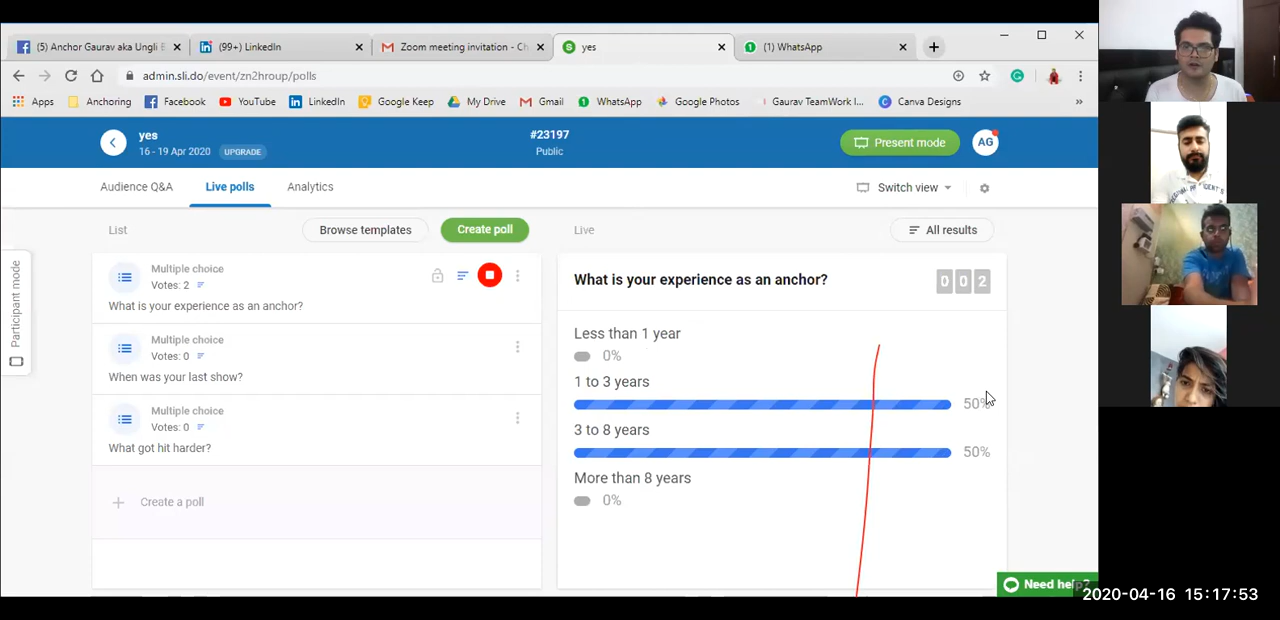 (5) Anchor Gaurav aka Ungli
(99+) LinkedIn
Zoom meeting invitation - Ch
yes
(1) WhatsApp
admin.sli.do/event/zn2hroup/polls
Apps
Anchoring
Facebook
YouTube
LinkedIn
Google Keep
My Drive
Gmail
WhatsApp
Google Photos
Gaurav TeamWork I...
Canva Designs
yes
16 - 19 Apr 2020
UPGRADE
#23197
Public
Present mode
AG
Audience Q&A
Live polls
Analytics
Switch view
Participant mode
List
Browse templates
Create poll
Multiple choice
Votes: 2
What is your experience as an anchor?
Multiple choice
Votes: 0
When was your last show?
Multiple choice
Votes: 0
What got hit harder?
Create a poll
Live
All results
What is your experience as an anchor?
0 0 2
Less than 1 year
0%
1 to 3 years
50%
3 to 8 years
50%
More than 8 years
0%
Need help?
2020-04-16 15:17:53